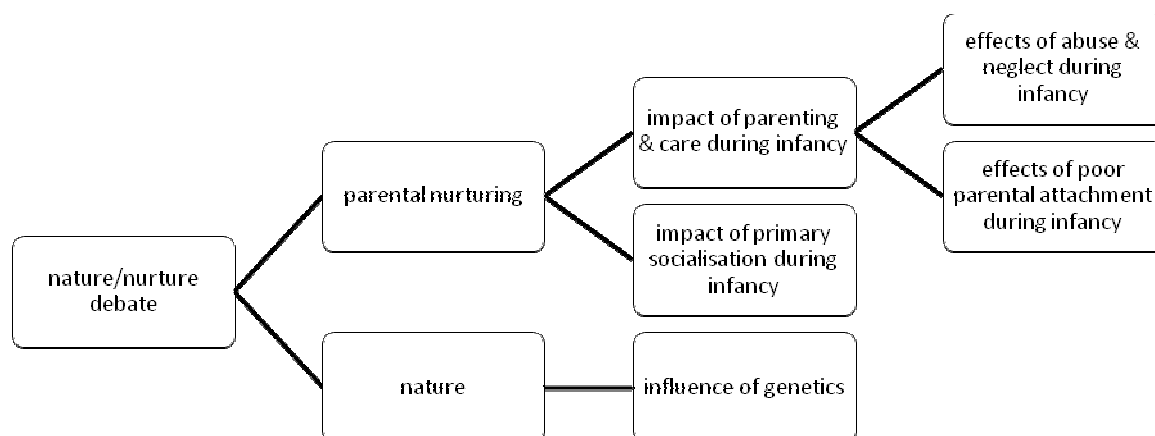 effects of abuse &
neglect during
infancy
impact of parenting
& care during infancy
effects of poor
parental attachment
during infancy
parental nurturing
impact of primary
socialisation during
infancy
nature/nurture
debate
nature
influence of genetics